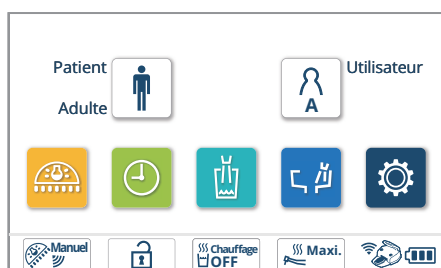 Patient
Utilisateur
Adulte
A
Manuel
Chauffage
OFF
Maxi.